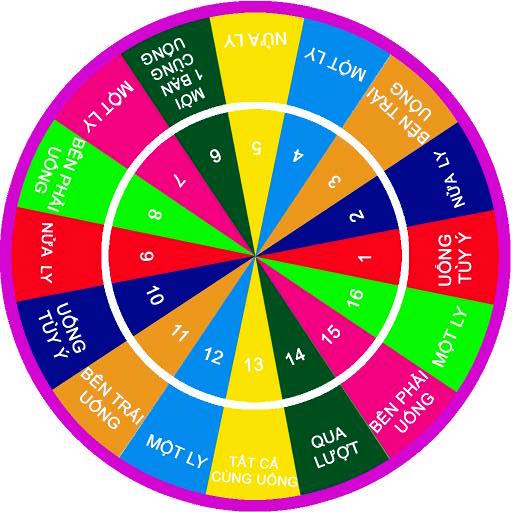 1
UỐNG
TÙY Ý
2
NỬA LY
3
BÊN TRÁI
UỐNG
4
MỘT LY
5
NỬA LY
6
MỜI
1 BẠN
CÙNG
UỐNG
7
MỘT LY
8
BÊN PHẢI
UỐNG
9
NỬA LY
10
UỐNG
TÙY Ý
11
BÊN TRÁI
UỐNG
12
MỘT LY
13
TẤT CẢ
CÙNG UỐNG
14
QUA
LƯỢT
15
BÊN PHẢI
UỐNG
16
MỘT LY